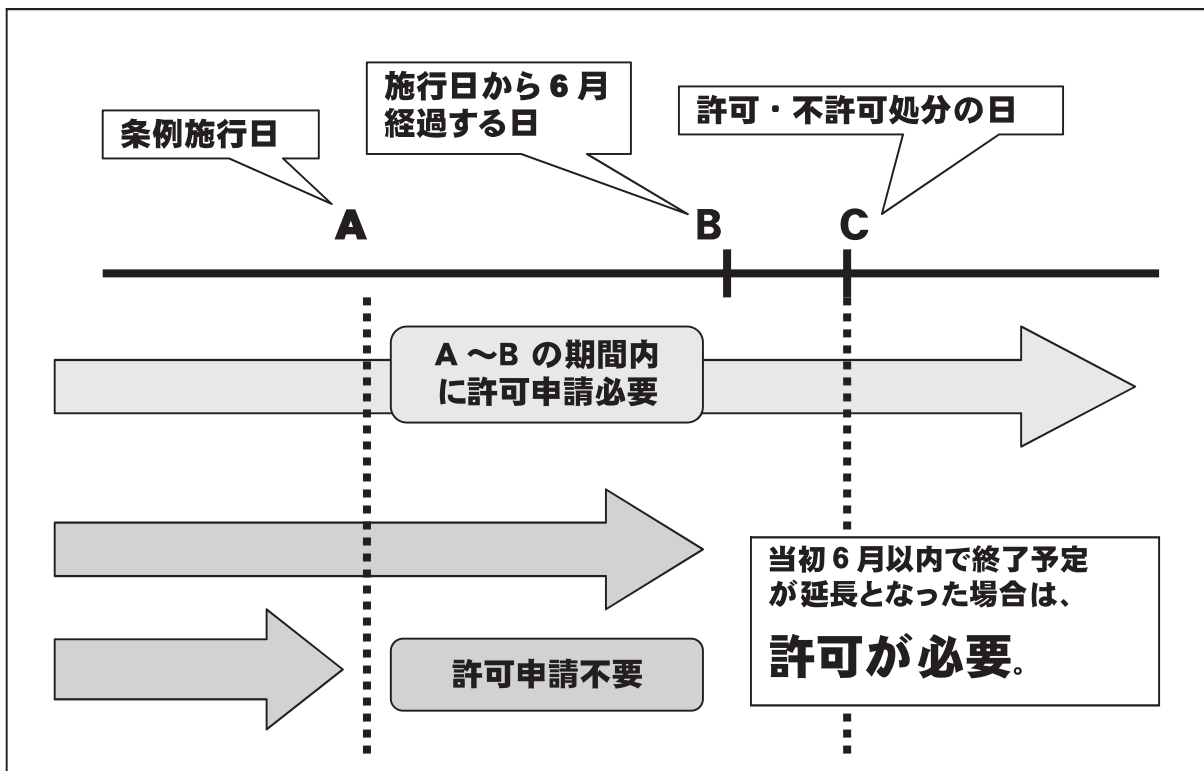 条例施行日
施行日から6月
経過する日
許可・不許可処分の日
A
B
C
A～Bの期間内
に許可申請必要
許可申請不要
当初6月以内で終了予定
が延長となった場合は、
許可が必要。